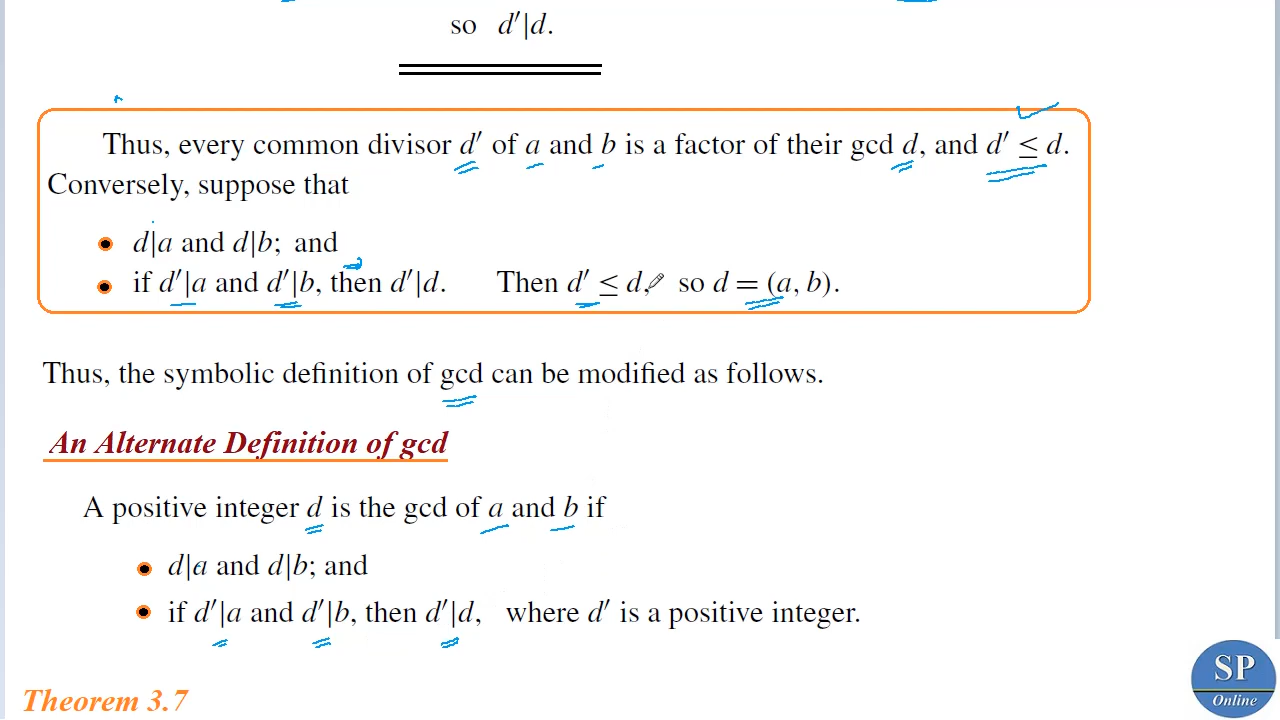 so d′|d.
Thus, every common divisor d′ of a and b is a factor of their gcd d, and d′ ≤ d.
Conversely, suppose that
• d|a and d|b; and
• if d′|a and d′|b, then d′|d. Then d′ ≤ d, so d = (a, b).
Thus, the symbolic definition of gcd can be modified as follows.
An Alternate Definition of gcd
A positive integer d is the gcd of a and b if
• d|a and d|b; and
• if d′|a and d′|b, then d′|d, where d′ is a positive integer.
SP
Online
Theorem 3.7